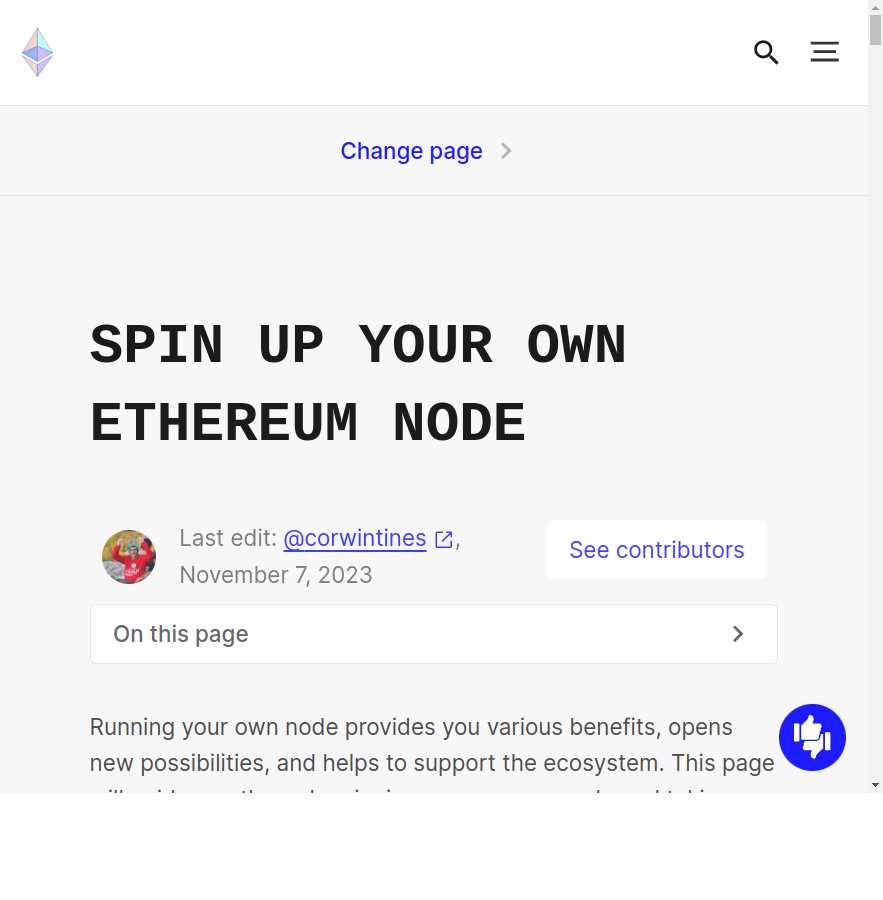 Change page
SPIN UP YOUR OWN
ETHEREUM NODE
Last edit: @corwintines,
November 7, 2023
See contributors
On this page
Running your own node provides you various benefits, opens
new possibilities, and helps to support the ecosystem. This page